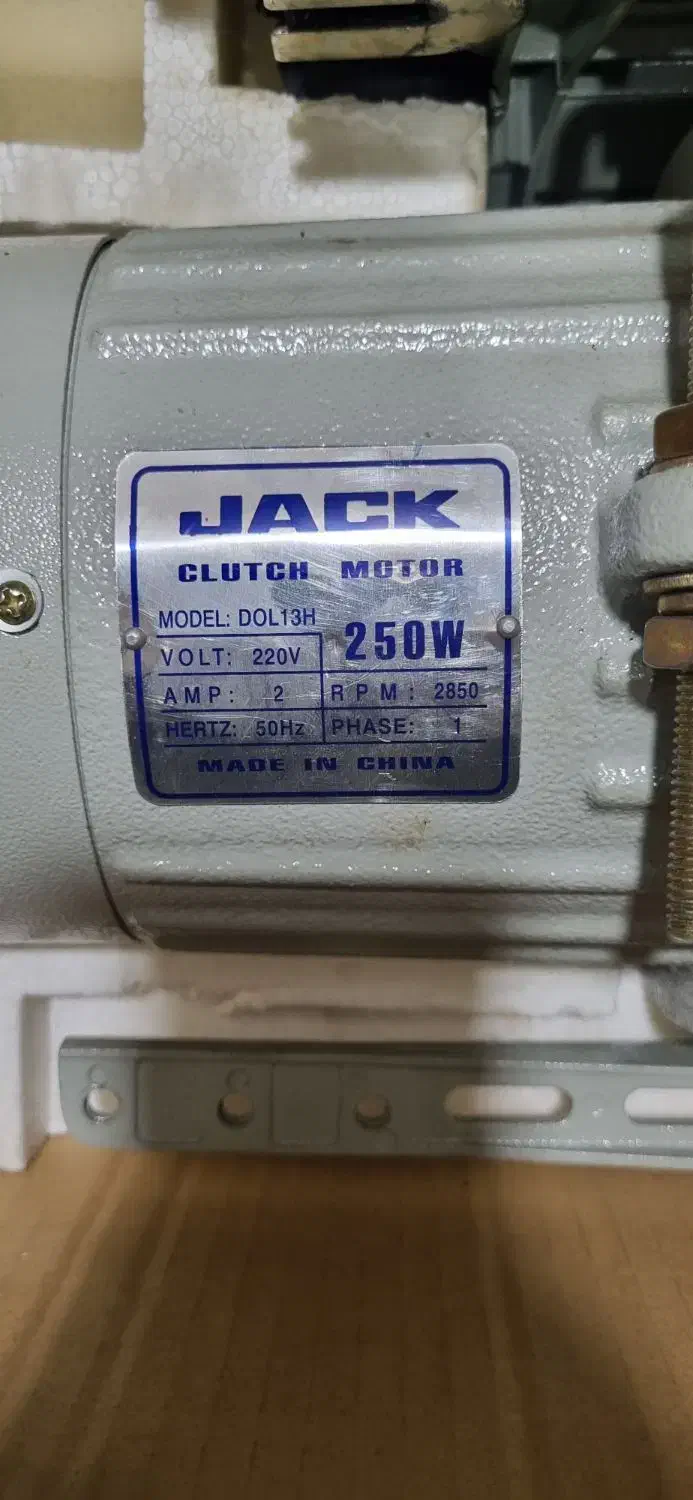 JACK
CLUTCH MOTOR
MODEL: DOL13H
250W
VOLT: 220V
AMP: 2
RPM: 2850
HERTZ: 50Hz
PHASE: 1
MADE IN CHINA